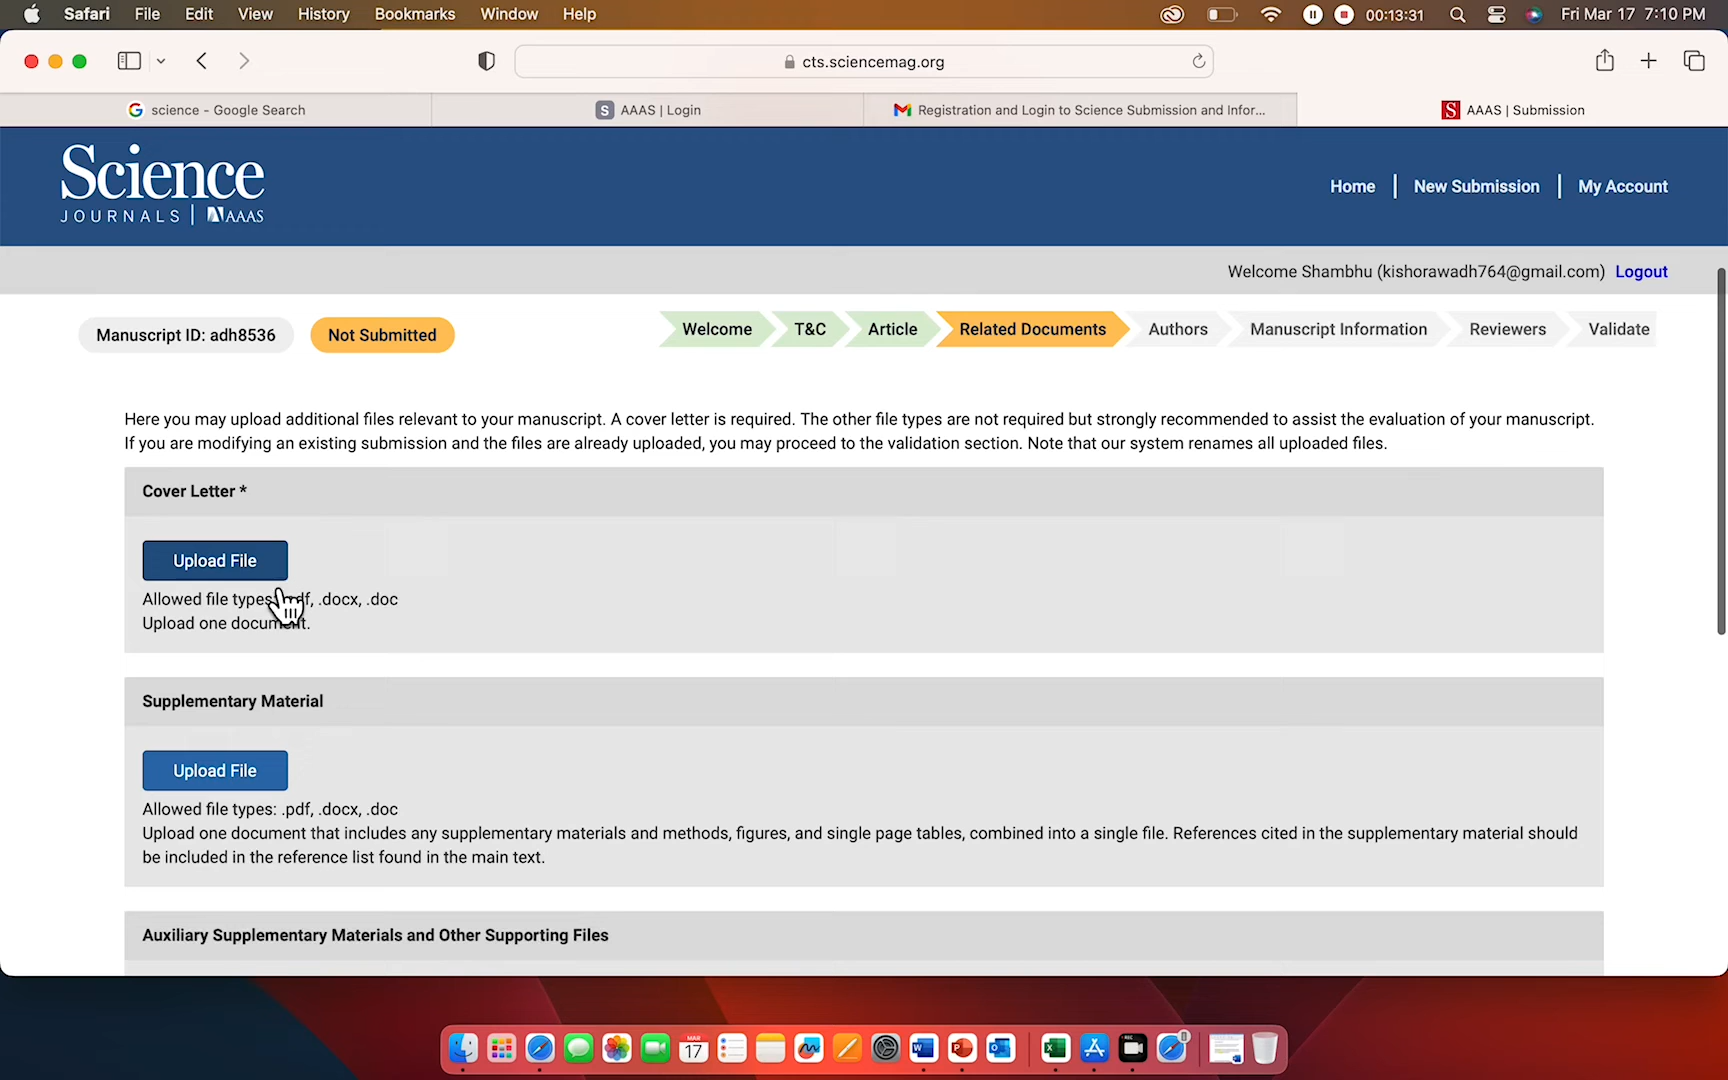 Safari File Edit View History Bookmarks Window Help 00:13:31 Fri Mar 17 7:10 PM
cts.sciencemag.org
science - Google Search
S AAAS | Login
Registration and Login to Science Submission and Infor...
S AAAS | Submission
Science
JOURNALS | AAAS
Home | New Submission | My Account
Welcome Shambhu (kishorawadh764@gmail.com) Logout
Manuscript ID: adh8536 Not Submitted Welcome T&C Article Related Documents Authors Manuscript Information Reviewers Validate
Here you may upload additional files relevant to your manuscript. A cover letter is required. The other file types are not required but strongly recommended to assist the evaluation of your manuscript.
If you are modifying an existing submission and the files are already uploaded, you may proceed to the validation section. Note that our system renames all uploaded files.
Cover Letter *
Upload File
Allowed file types: .docx, .doc
Upload one document.
Supplementary Material
Upload File
Allowed file types: .pdf, .docx, .doc
Upload one document that includes any supplementary materials and methods, figures, and single page tables, combined into a single file. References cited in the supplementary material should
be included in the reference list found in the main text.
Auxiliary Supplementary Materials and Other Supporting Files
MAR
17